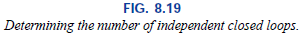 FIG. 8.19
Determining the number of independent closed loops.